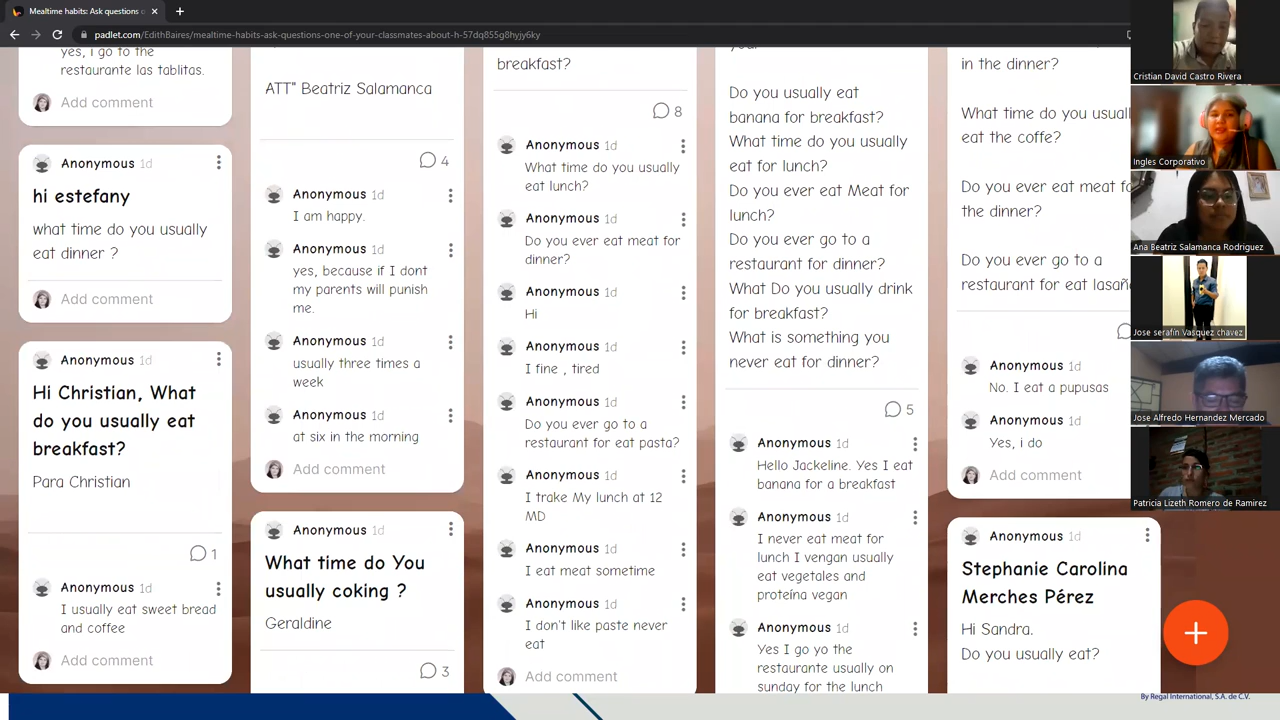 Mealtime habits: Ask questions o
padlet.com/EdithBaires/mealtime-habits-ask-questions-one-of-your-classmates-about-h-57dq855g8hyjy6ky
yes, i go to the
restaurante las tablitas.
Add comment
Anonymous 1d
hi estefany
what time do you usually
eat dinner ?
Add comment
Anonymous 1d
Hi Christian, What
do you usually eat
breakfast?
Para Christian
1
Anonymous 1d
I usually eat sweet bread
and coffee
Add comment
ATT" Beatriz Salamanca
4
Anonymous 1d
I am happy.
Anonymous 1d
yes, because if I dont
my parents will punish
me.
Anonymous 1d
usually three times a
week
Anonymous 1d
at six in the morning
Add comment
Anonymous 1d
What time do You
usually coking ?
Geraldine
3
breakfast?
8
Anonymous 1d
What time do you usually
eat lunch?
Anonymous 1d
Do you ever eat meat for
dinner?
Anonymous 1d
Hi
Anonymous 1d
I fine , tired
Anonymous 1d
Do you ever go to a
restaurant for eat pasta?
Anonymous 1d
I trake My lunch at 12
MD
Anonymous 1d
I eat meat sometime
Anonymous 1d
I don't like paste never
eat
Add comment
Do you usually eat
banana for breakfast?
What time do you usually
eat for lunch?
Do you ever eat Meat for
lunch?
Do you ever go to a
restaurant for dinner?
What Do you usually drink
for breakfast?
What is something you
never eat for dinner?
5
Anonymous 1d
Hello Jackeline. Yes I eat
banana for a breakfast
Anonymous 1d
I never eat meat for
lunch I vengan usually
eat vegetales and
proteína vegan
Anonymous 1d
Yes I go yo the
restaurante usually on
sunday for the lunch
in the dinner?
What time do you usual
eat the coffe?
Do you ever eat meat fo
the dinner?
Do you ever go to a
restaurant for eat lasañ
Anonymous 1d
No. I eat a pupusas
Anonymous 1d
Yes, i do
Add comment
Anonymous 1d
Stephanie Carolina
Merches Pérez
Hi Sandra.
Do you usually eat?
Cristian David Castro Rivera
Ingles Corporativo
Ana Beatriz Salamanca Rodriguez
Jose serafín Vasquez chavez
Jose Alfredo Hernandez Mercado
Patricia Lizeth Romero de Ramirez
By Regal International, S.A. de C.V.